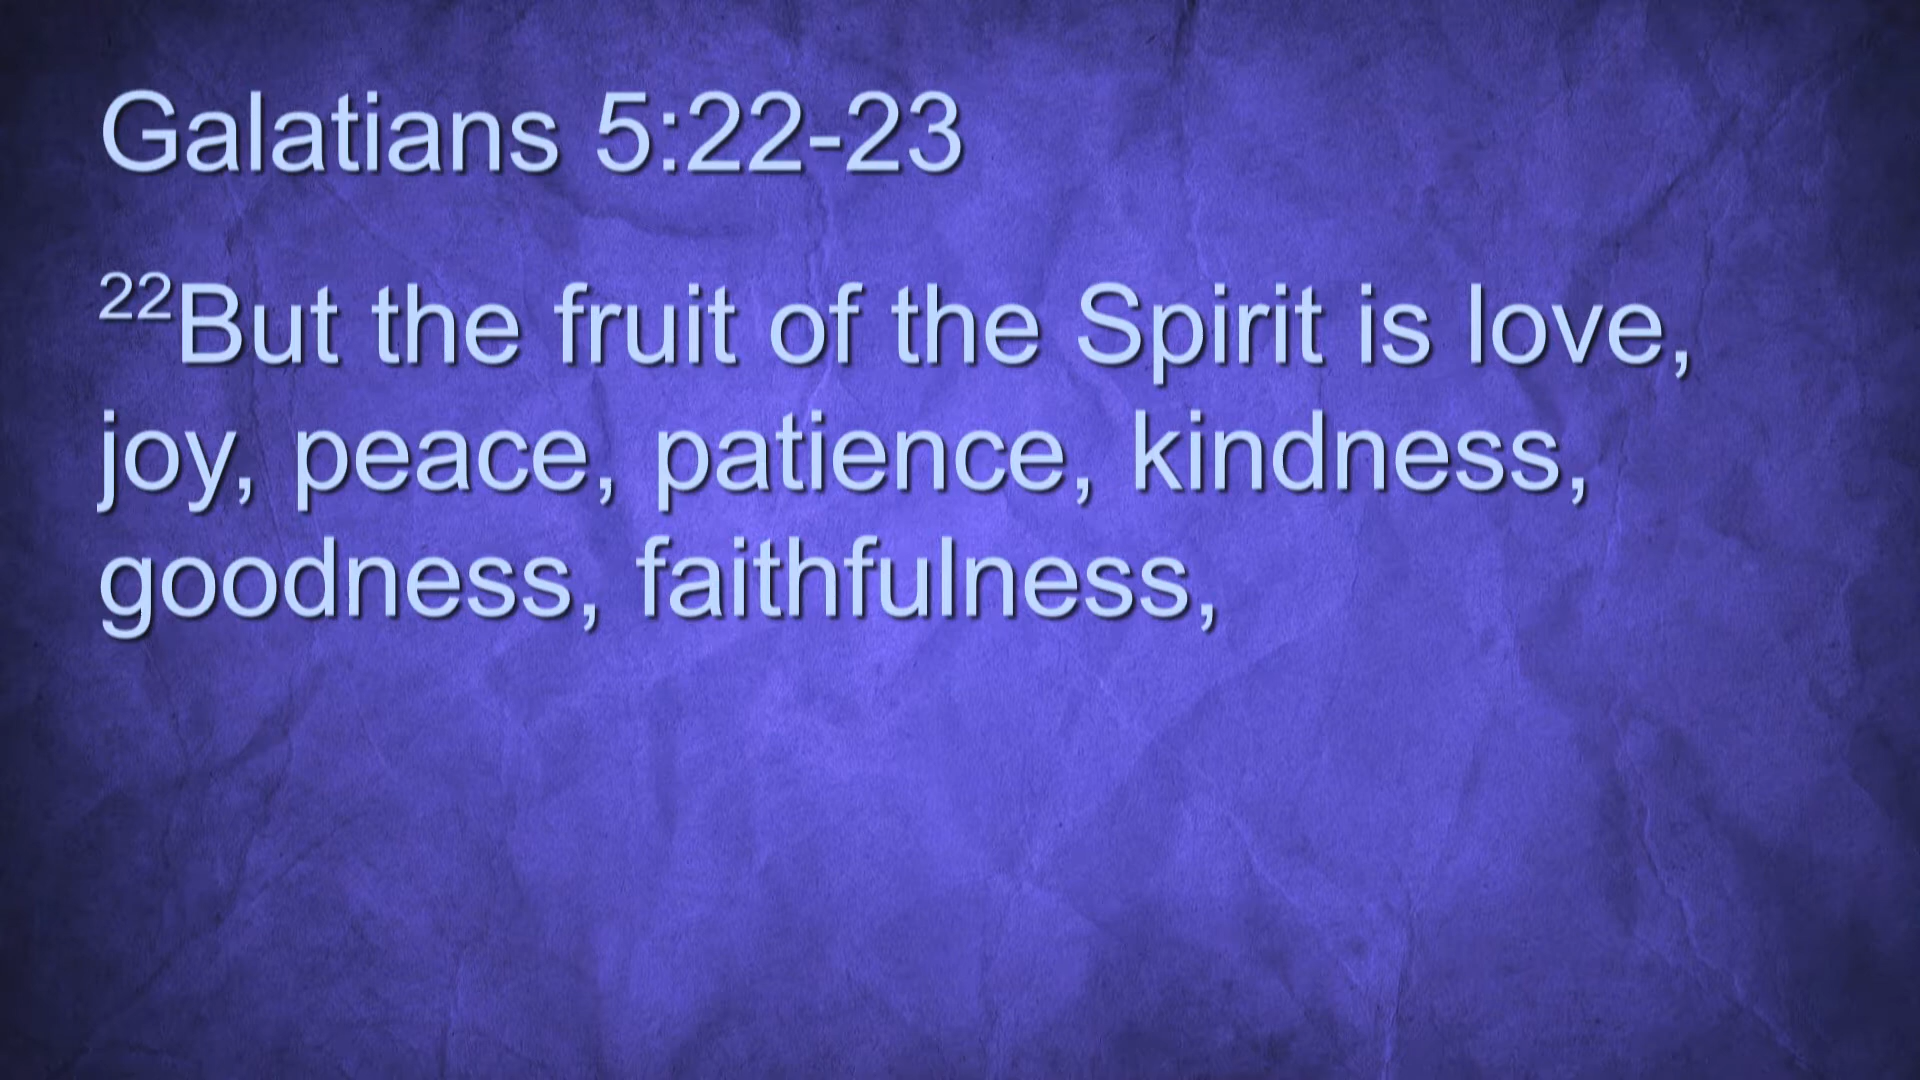 Galatians 5:22-23
22But the fruit of the Spirit is love,
joy, peace, patience, kindness,
goodness, faithfulness,